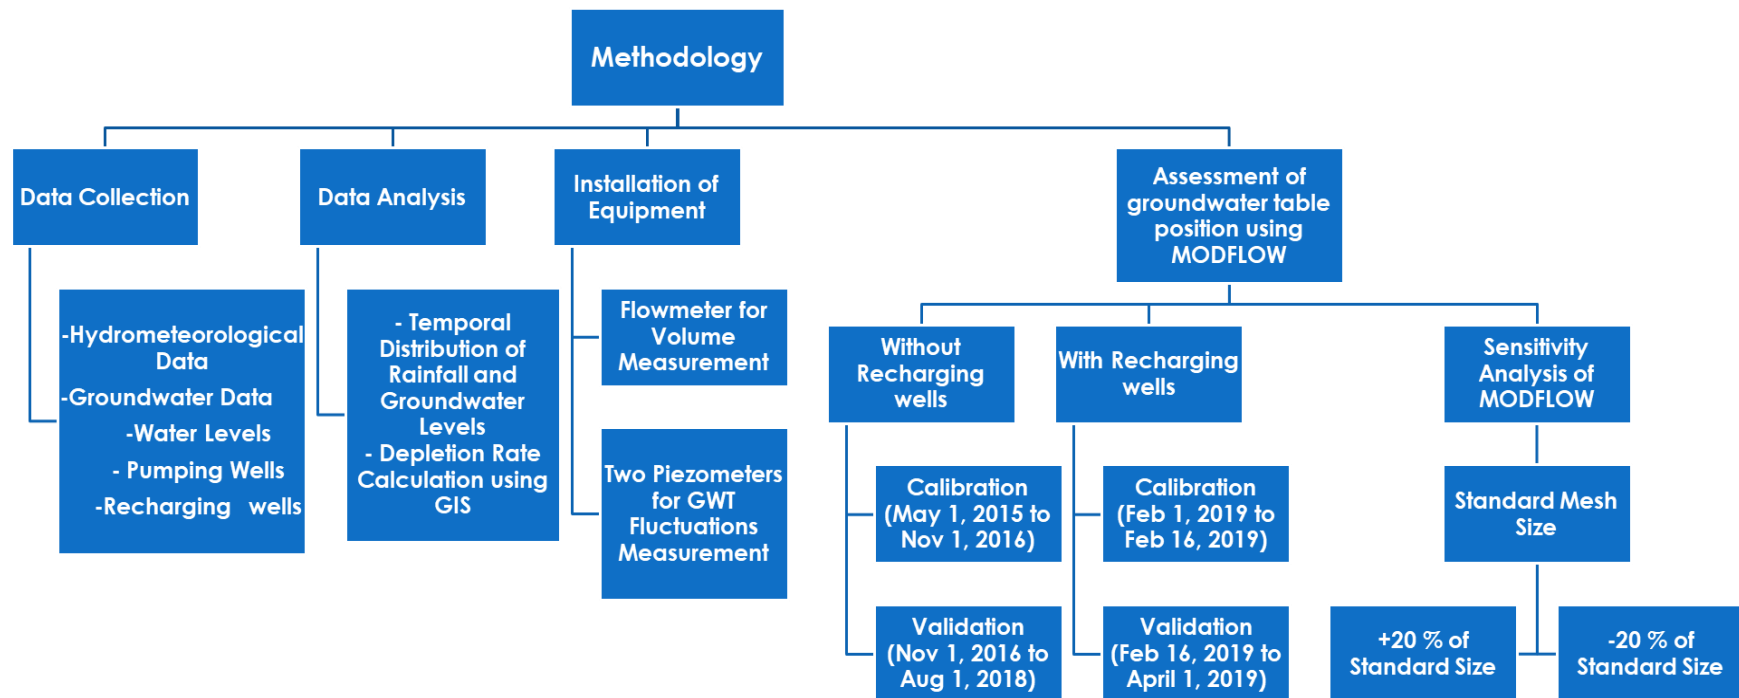 Methodology
Data Collection
Data Analysis
Installation of
Equipment
Assessment of
groundwater table
position using
MODFLOW
-Hydrometeorological
Data
-Groundwater Data
-Water Levels
- Pumping Wells
-Recharging wells
- Temporal
Distribution of
Rainfall and
Groundwater
Levels
- Depletion Rate
Calculation using
GIS
Flowmeter for
Volume
Measurement
Two Piezometers
for GWT
Fluctuations
Measurement
Without
Recharging
wells
With Recharging
wells
Sensitivity
Analysis of
MODFLOW
Calibration
(May 1, 2015 to
Nov 1, 2016)
Calibration
(Feb 1, 2019 to
Feb 16, 2019)
Standard Mesh
Size
Validation
(Nov 1, 2016 to
Aug 1, 2018)
Validation
(Feb 16, 2019 to
April 1, 2019)
+20 % of
Standard Size
-20 % of
Standard Size